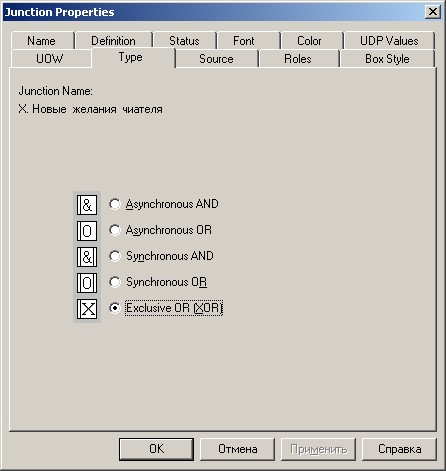 Junction Properties
Name Definition Status Font Color UDP Values
UOW Type Source Roles Box Style
Junction Name:
X. Новые желания чиателя
& Asynchronous AND
O Asynchronous OR
& Synchronous AND
O Synchronous OR
X Exclusive OR (XOR)
OK Отмена Применить Справка